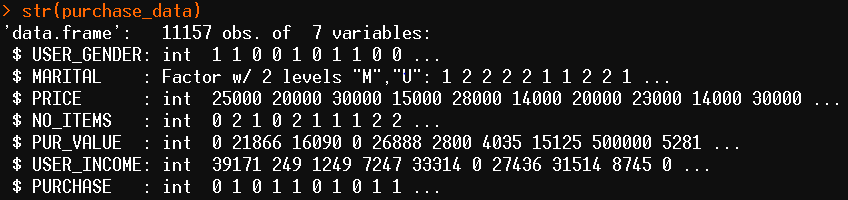 > str(purchase_data)
'data.frame':   11157 obs. of  7 variables:
 $ USER_GENDER: int  1 1 0 0 1 0 1 1 0 0 ...
 $ MARITAL    : Factor w/ 2 levels "M","U": 1 2 2 2 2 1 1 2 2 1 ...
 $ PRICE      : int  25000 20000 30000 15000 28000 14000 20000 23000 14000 30000 ...
 $ NO_ITEMS   : int  0 2 1 0 2 1 1 1 2 2 ...
 $ PUR_VALUE  : int  0 21866 16090 0 26888 2800 4035 15125 500000 5281 ...
 $ USER_INCOME: int  39171 249 1249 7247 33314 0 27436 31514 8745 0 ...
 $ PURCHASE   : int  0 1 0 1 1 0 1 0 1 1 ...